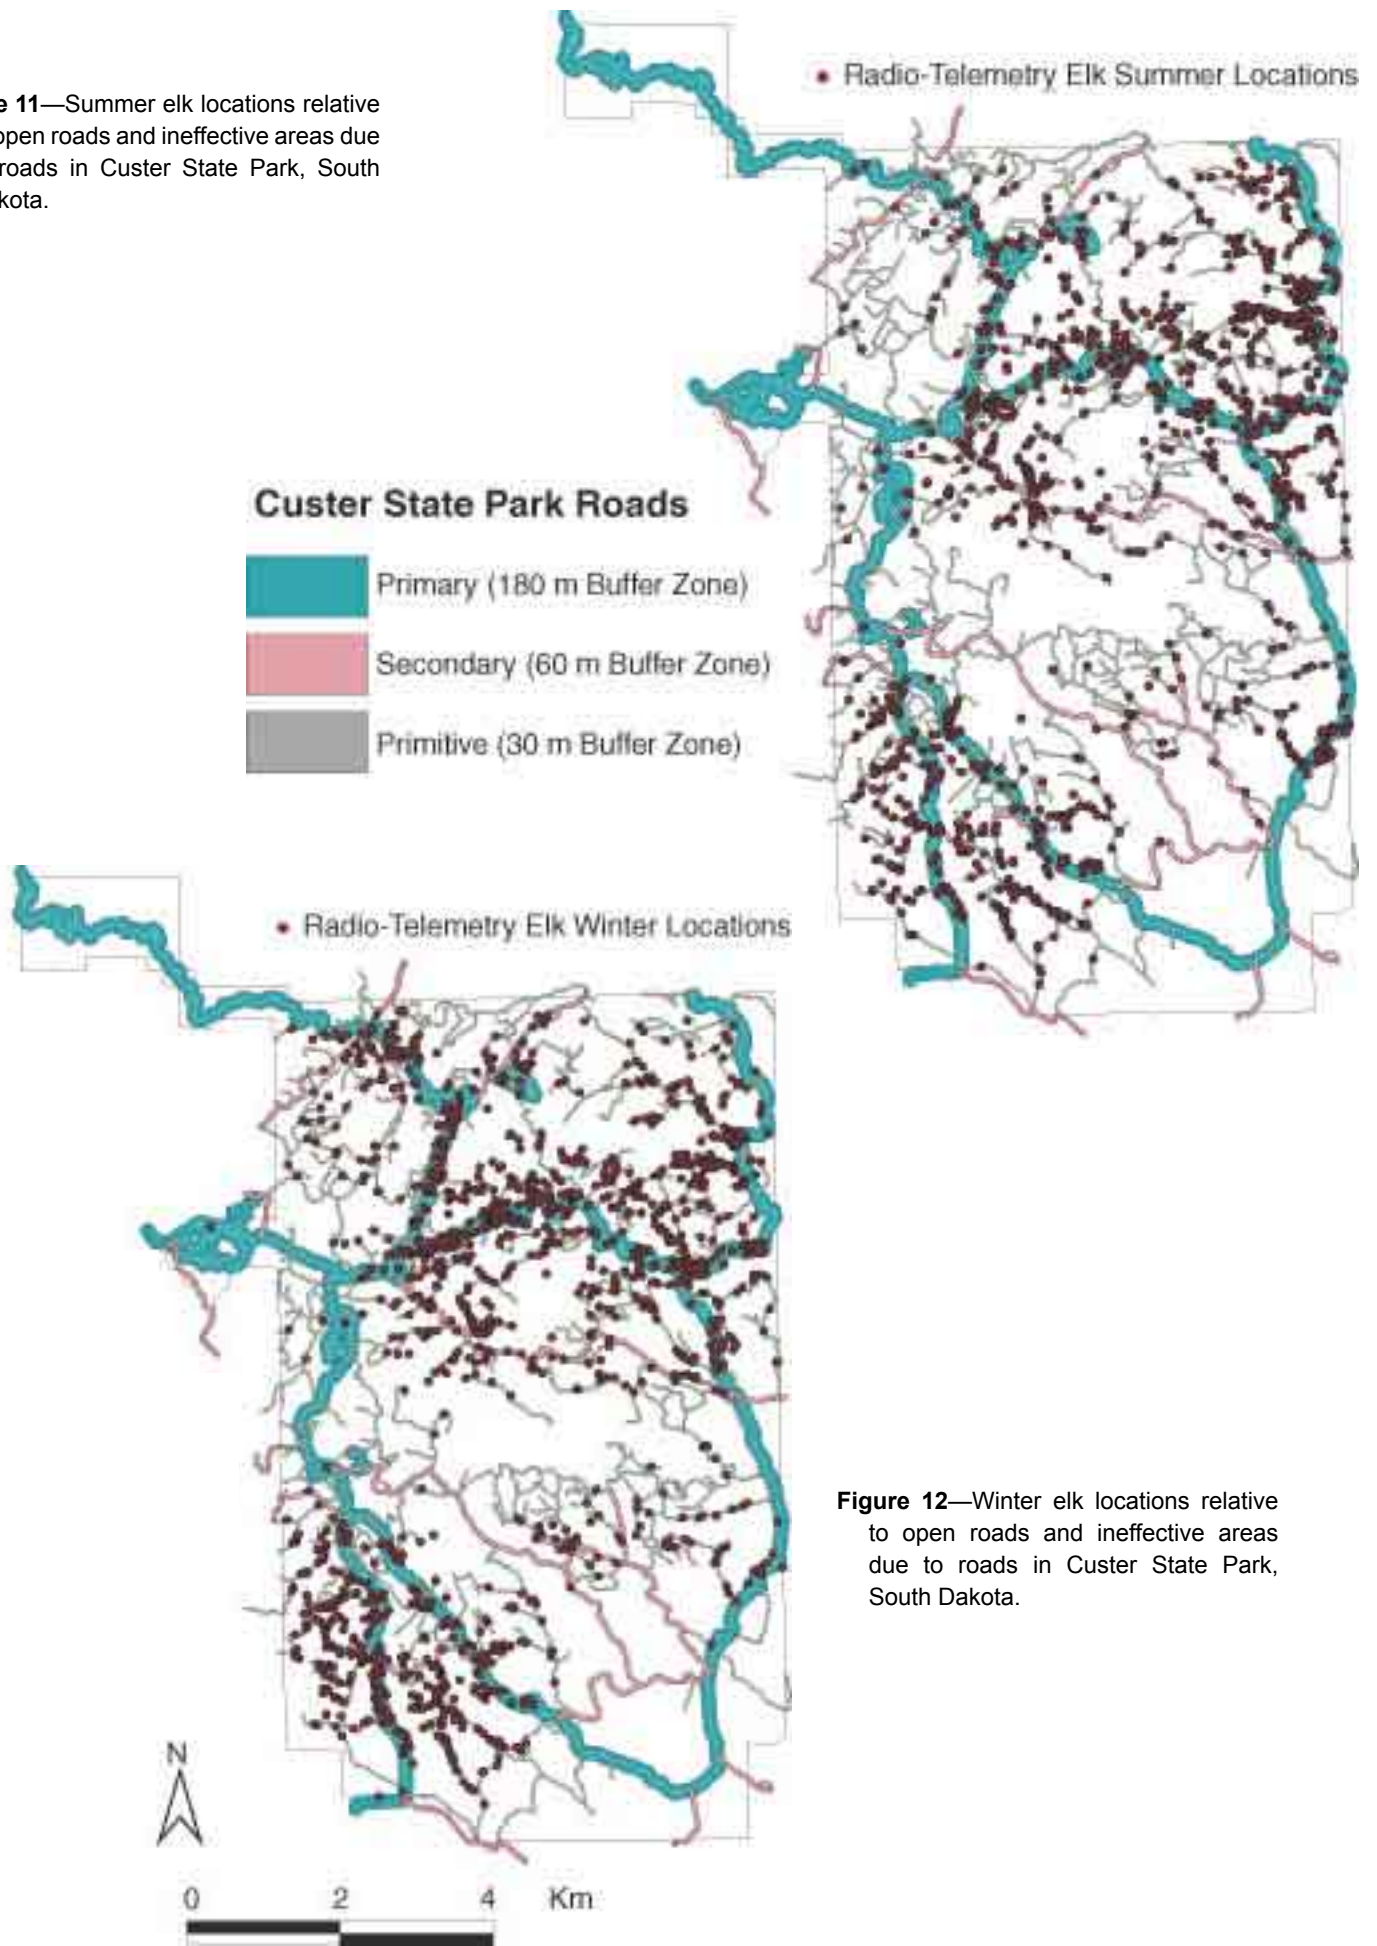 Radio-Telemetry Elk Summer Locations
e 11—Summer elk locations relative
open roads and ineffective areas due
roads in Custer State Park, South
kota.
Custer State Park Roads
Primary (180 m Buffer Zone)
Secondary (60 m Buffer Zone)
Primitive (30 m Buffer Zone)
Radio-Telemetry Elk Winter Locations
Figure 12—Winter elk locations relative
to open roads and ineffective areas
due to roads in Custer State Park,
South Dakota.
N
0 2 4 Km